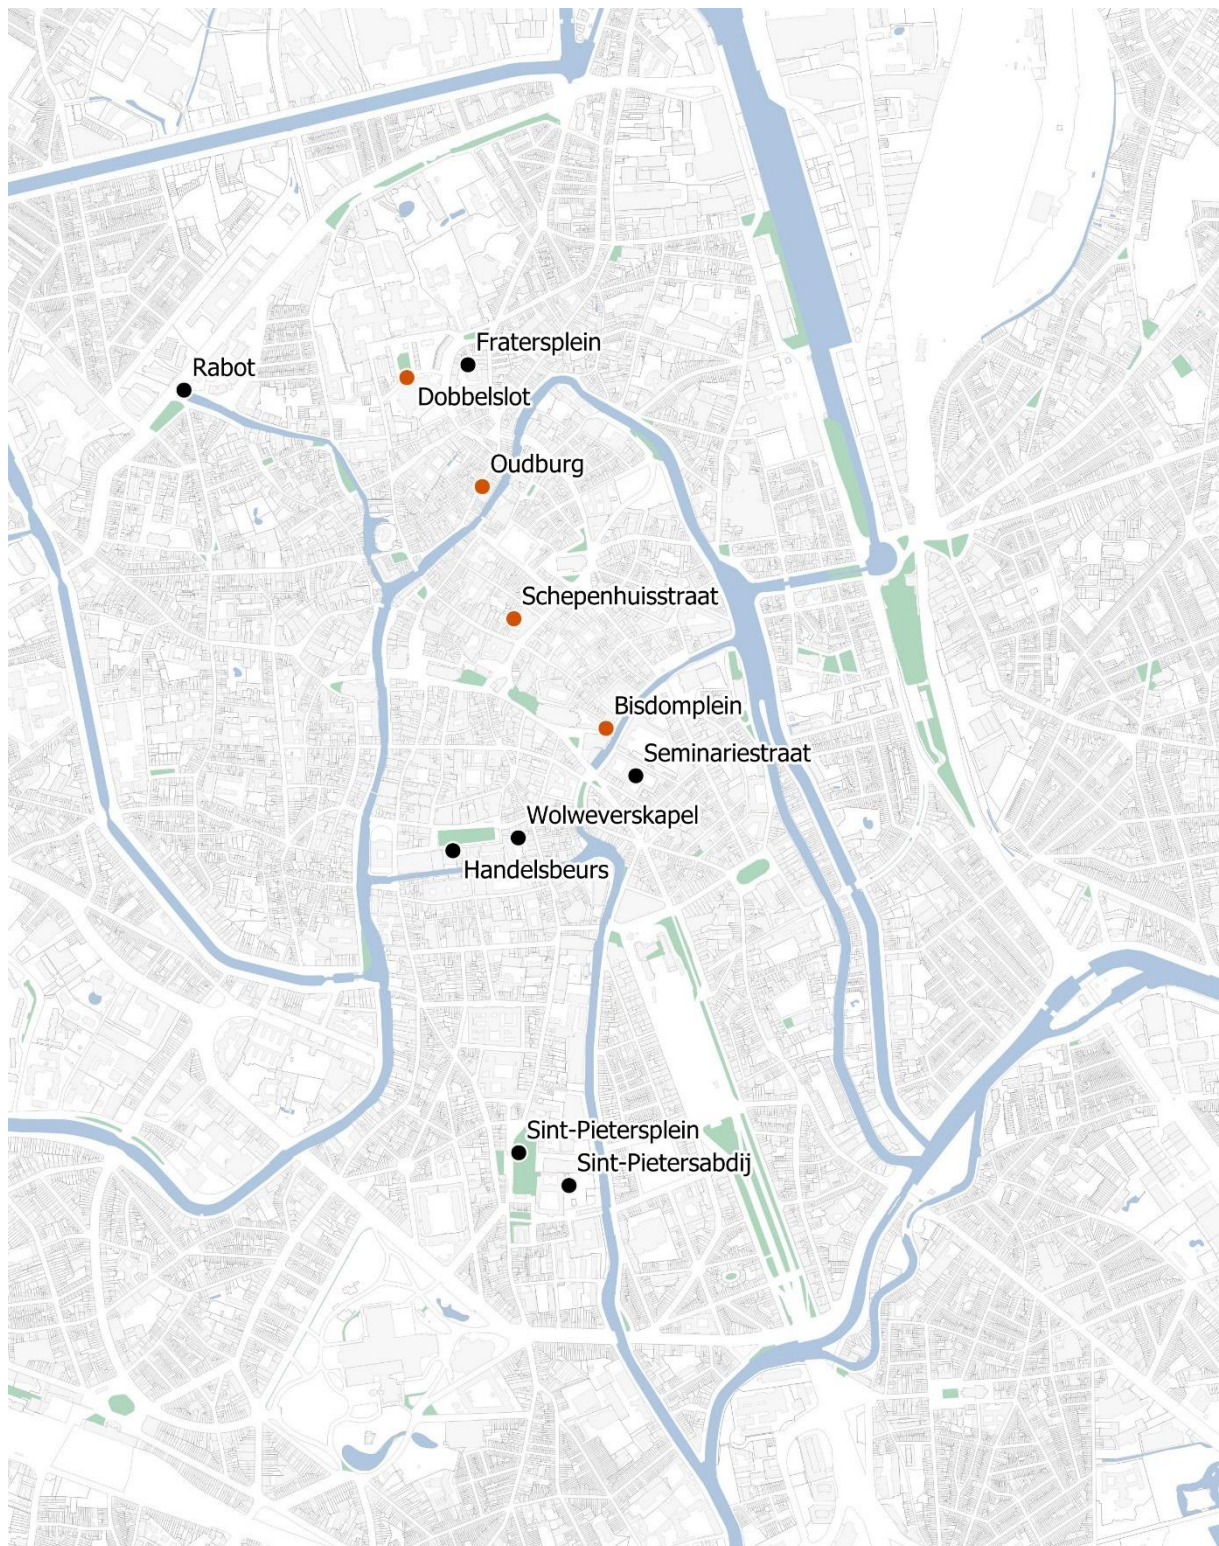 Fratersplein
Rabot
Dobbelslot
Oudburg
Schepenhuisstraat
Bisdomplein
Seminariestraat
Wolweverskapel
Handelsbeurs
Sint-Pietersplein
Sint-Pietersabdij